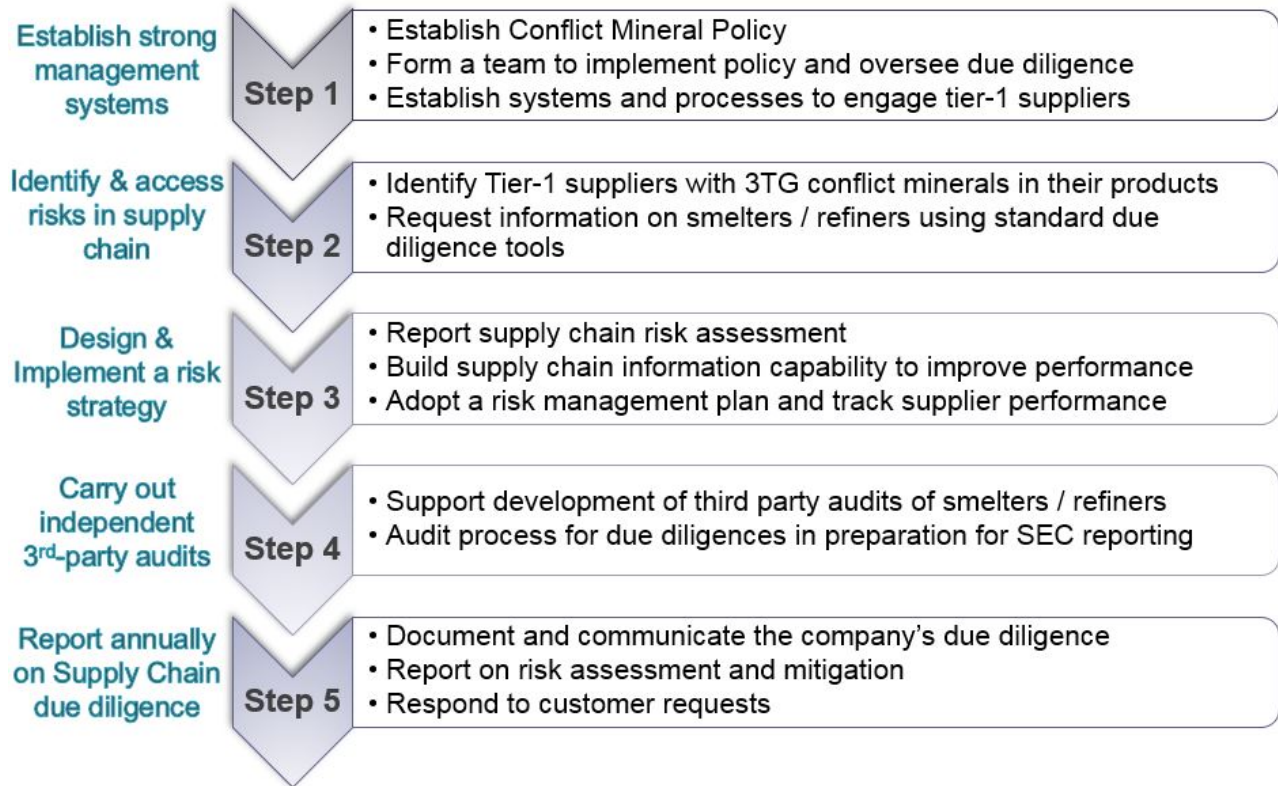 Establish strong
management
systems
Step 1
• Establish Conflict Mineral Policy
• Form a team to implement policy and oversee due diligence
• Establish systems and processes to engage tier-1 suppliers
Identify & access
risks in supply
chain
Step 2
• Identify Tier-1 suppliers with 3TG conflict minerals in their products
• Request information on smelters / refiners using standard due
diligence tools
Design &
Implement a risk
strategy
Step 3
• Report supply chain risk assessment
• Build supply chain information capability to improve performance
• Adopt a risk management plan and track supplier performance
Carry out
independent
3rd-party audits
Step 4
• Support development of third party audits of smelters / refiners
• Audit process for due diligences in preparation for SEC reporting
Report annually
on Supply Chain
due diligence
Step 5
• Document and communicate the company’s due diligence
• Report on risk assessment and mitigation
• Respond to customer requests